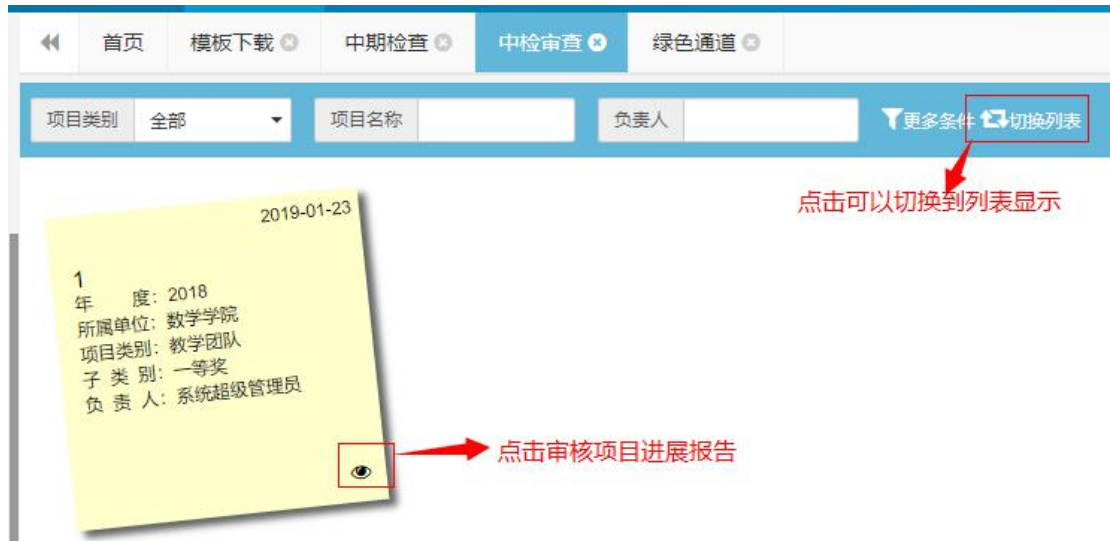 首页 模板下载 中期检查 中检审查 绿色通道
项目类别 全部 项目名称 负责人 更多条件 切换列表
点击可以切换到列表显示
2019-01-23
1
年 度：2018
所属单位：数学学院
项目类别：教学团队
子 类 别：一等奖
负 责 人：系统超级管理员
点击审核项目进展报告